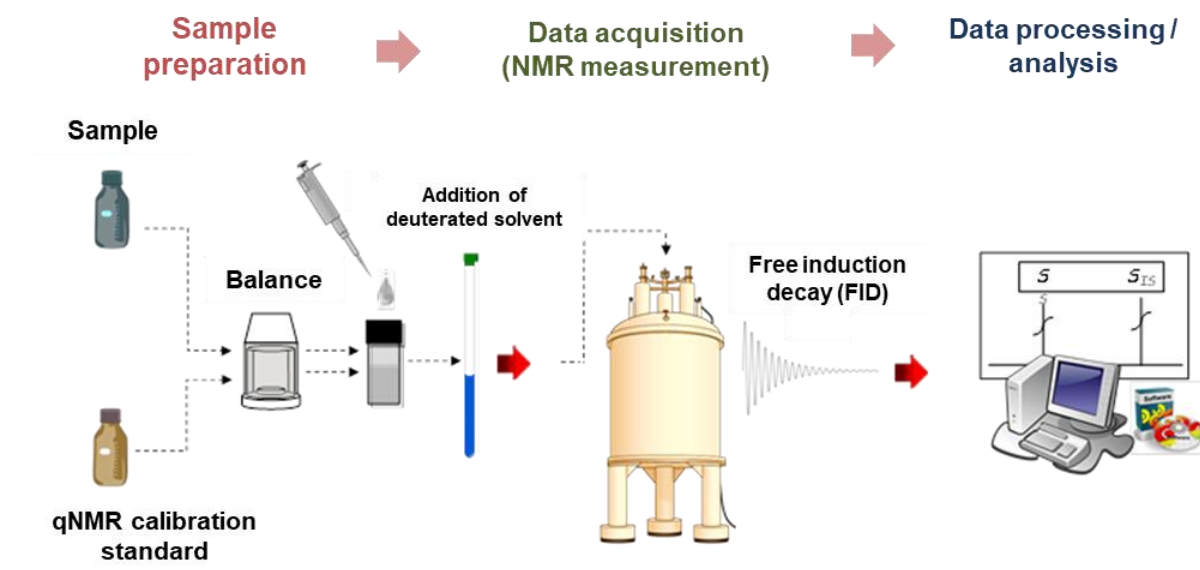 Sample
preparation
Data acquisition
(NMR measurement)
Data processing /
analysis
Sample
Addition of
deuterated solvent
Balance
Free induction
decay (FID)
S
S
SIS
Software
qNMR calibration
standard